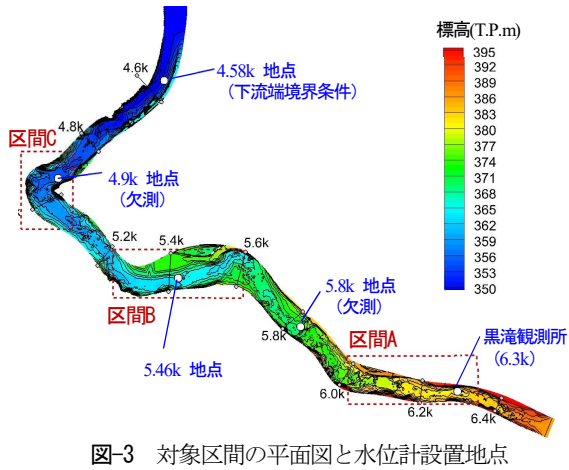 標高(T.P.m)
395
392
389
386
383
380
377
374
371
368
365
362
359
356
353
350
4.6k
4.58k 地点
(下流端境界条件)
4.8k
区間C
4.9k 地点
(欠測)
5.2k
5.4k
5.6k
5.8k 地点
(欠測)
区間B
5.8k
区間A
黒滝観測所
(6.3k)
5.46k 地点
6.0k
6.2k
6.4k
図-3 対象区間の平面図と水位計設置地点